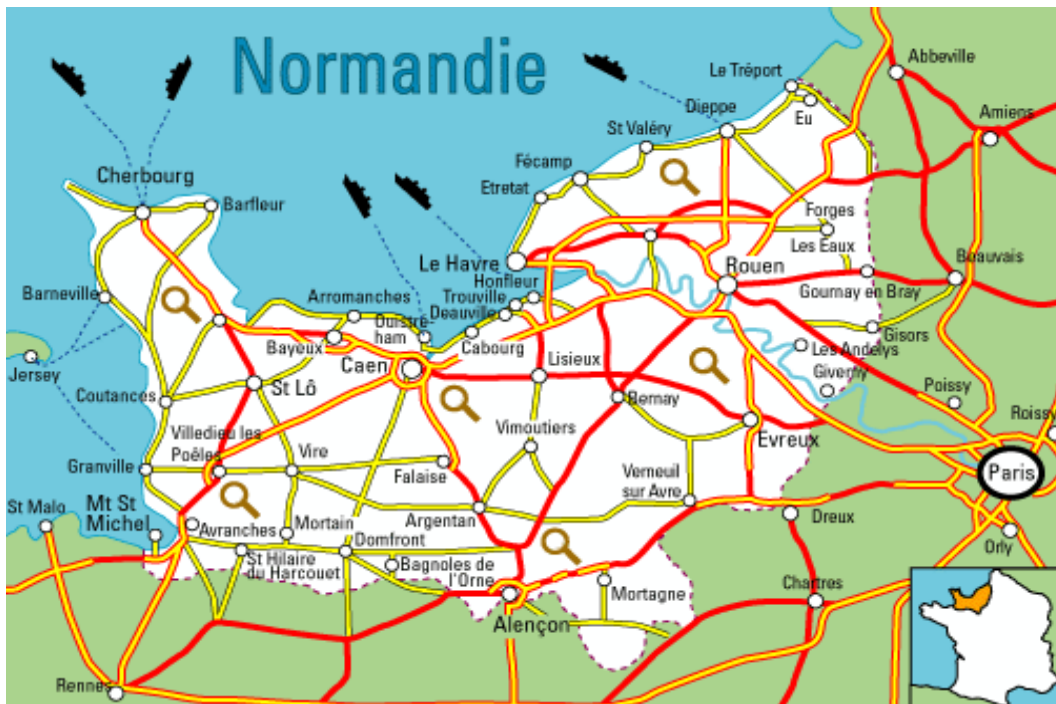 Normandie
Le Tréport
Abbeville
Dieppe
Eu
Amiens
St Valéry
Fécamp
Cherbourg
Etretat
Barfleur
Forges
Les Eaux
Le Havre
Rouen
Beauvais
Honfleur
Barneville
Arromanches
Trouville
Gournay en Bray
Deauville
Ouistre-
ham
Gisors
Bayeux
Cabourg
Les Andelys
Caen
Lisieux
Giverny
Jersey
St Lô
Poissy
Coutances
Bernay
Roissy
Villedieu les
Poêles
Vimoutiers
Evreux
Granville
Vire
Falaise
Verneuil
sur Avre
Paris
St Malo
Mt St
Michel
Avranches
Mortain
Argentan
Dreux
Domfront
Orly
St Hilaire
du Harcouet
Bagnoles de
l'Orne
Mortagne
Chartres
Alençon
Rennes